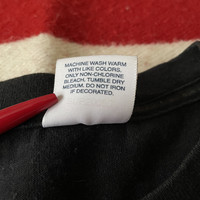 MACHINE WASH WARM
WITH LIKE COLORS.
ONLY NON-CHLORINE
BLEACH. TUMBLE DRY
MEDIUM. DO NOT IRON
IF DECORATED.